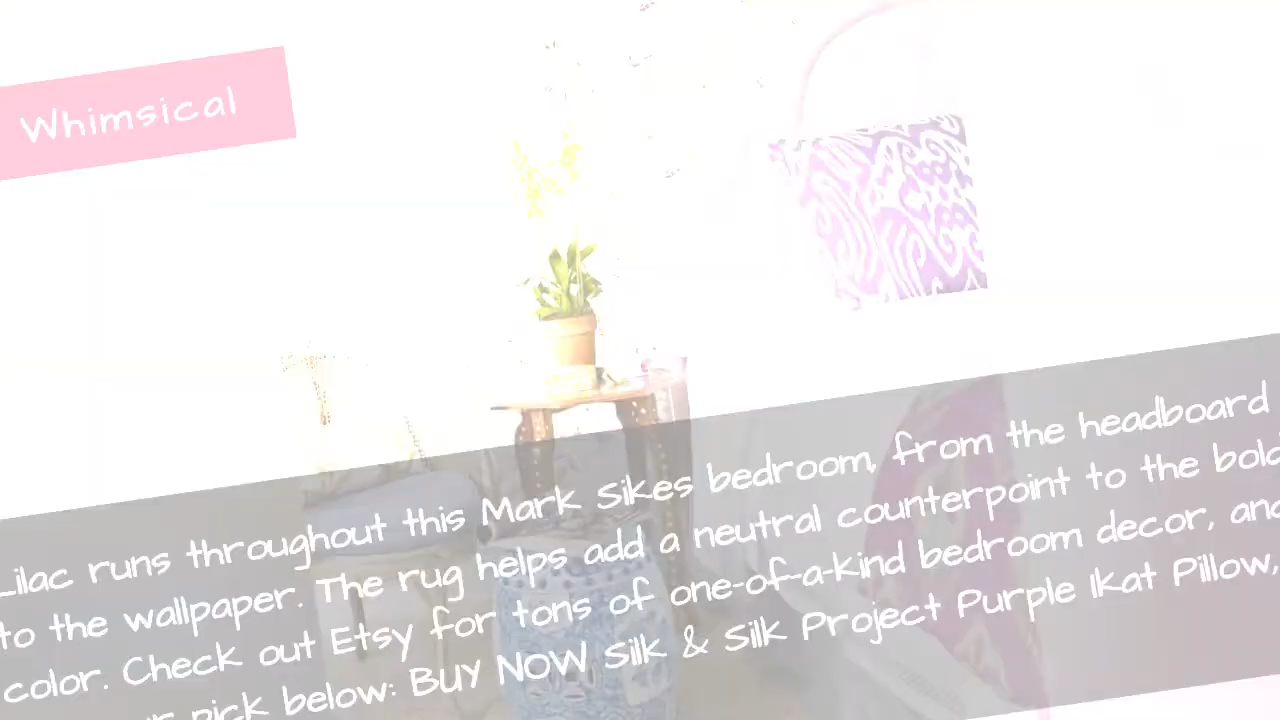 Whimsical
Lilac runs throughout this Mark Sikes bedroom, from the headboard
to the wallpaper. The rug helps add a neutral counterpoint to the bold
color. Check out Etsy for tons of one-of-a-kind bedroom decor, and
pick below: BUY NOW Silk & Silk Project Purple Ikat Pillow,